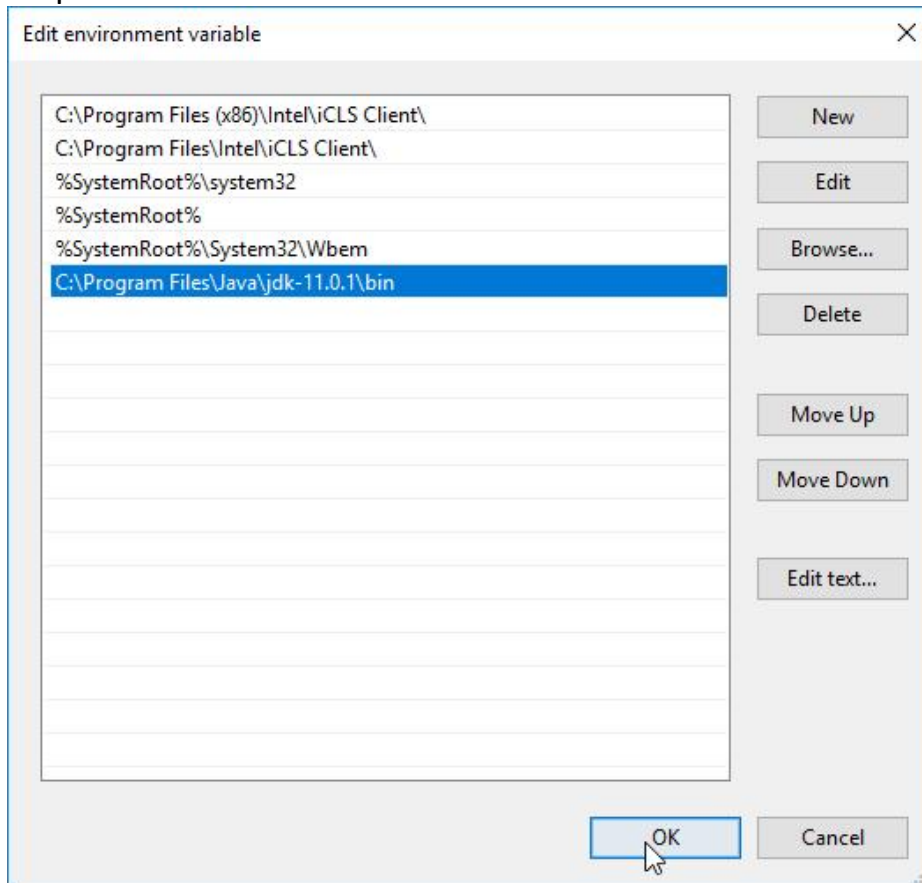 Edit environment variable
C:\Program Files (x86)\Intel\iCLS Client\
C:\Program Files\Intel\iCLS Client\
%SystemRoot%\system32
%SystemRoot%
%SystemRoot%\System32\Wbem
C:\Program Files\Java\jdk-11.0.1\bin
New
Edit
Browse...
Delete
Move Up
Move Down
Edit text...
OK
Cancel